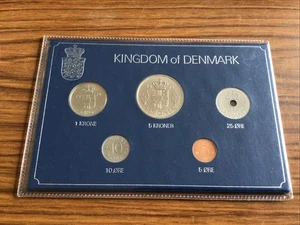 KINGDOM of DENMARK
1 KRONE
5 KRONER
25 ØRE
10 ØRE
5 ØRE